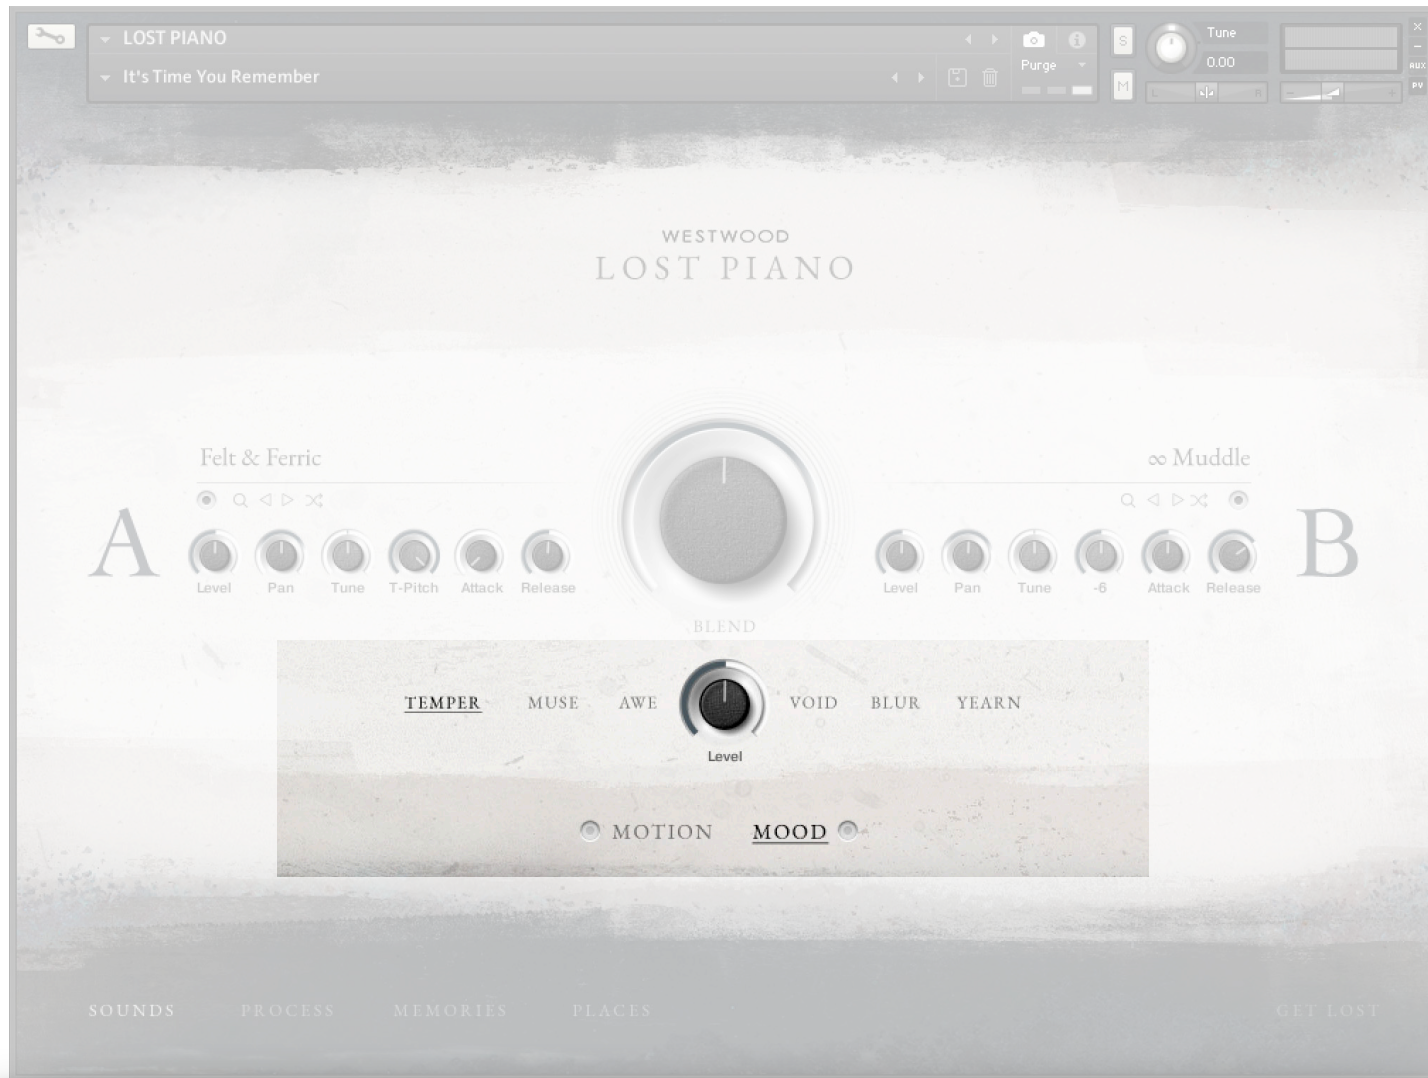 LOST PIANO
It's Time You Remember
Purge
S
M
Tune
0.00
L R
AUX
PV
WESTWOOD
LOST PIANO
Felt & Ferric
∞ Muddle
A
B
Level Pan Tune T-Pitch Attack Release
Level Pan Tune -6 Attack Release
BLEND
TEMPER MUSE AWE VOID BLUR YEARN
Level
MOTION MOOD
SOUNDS PROCESS MEMORIES PLACES GET LOST